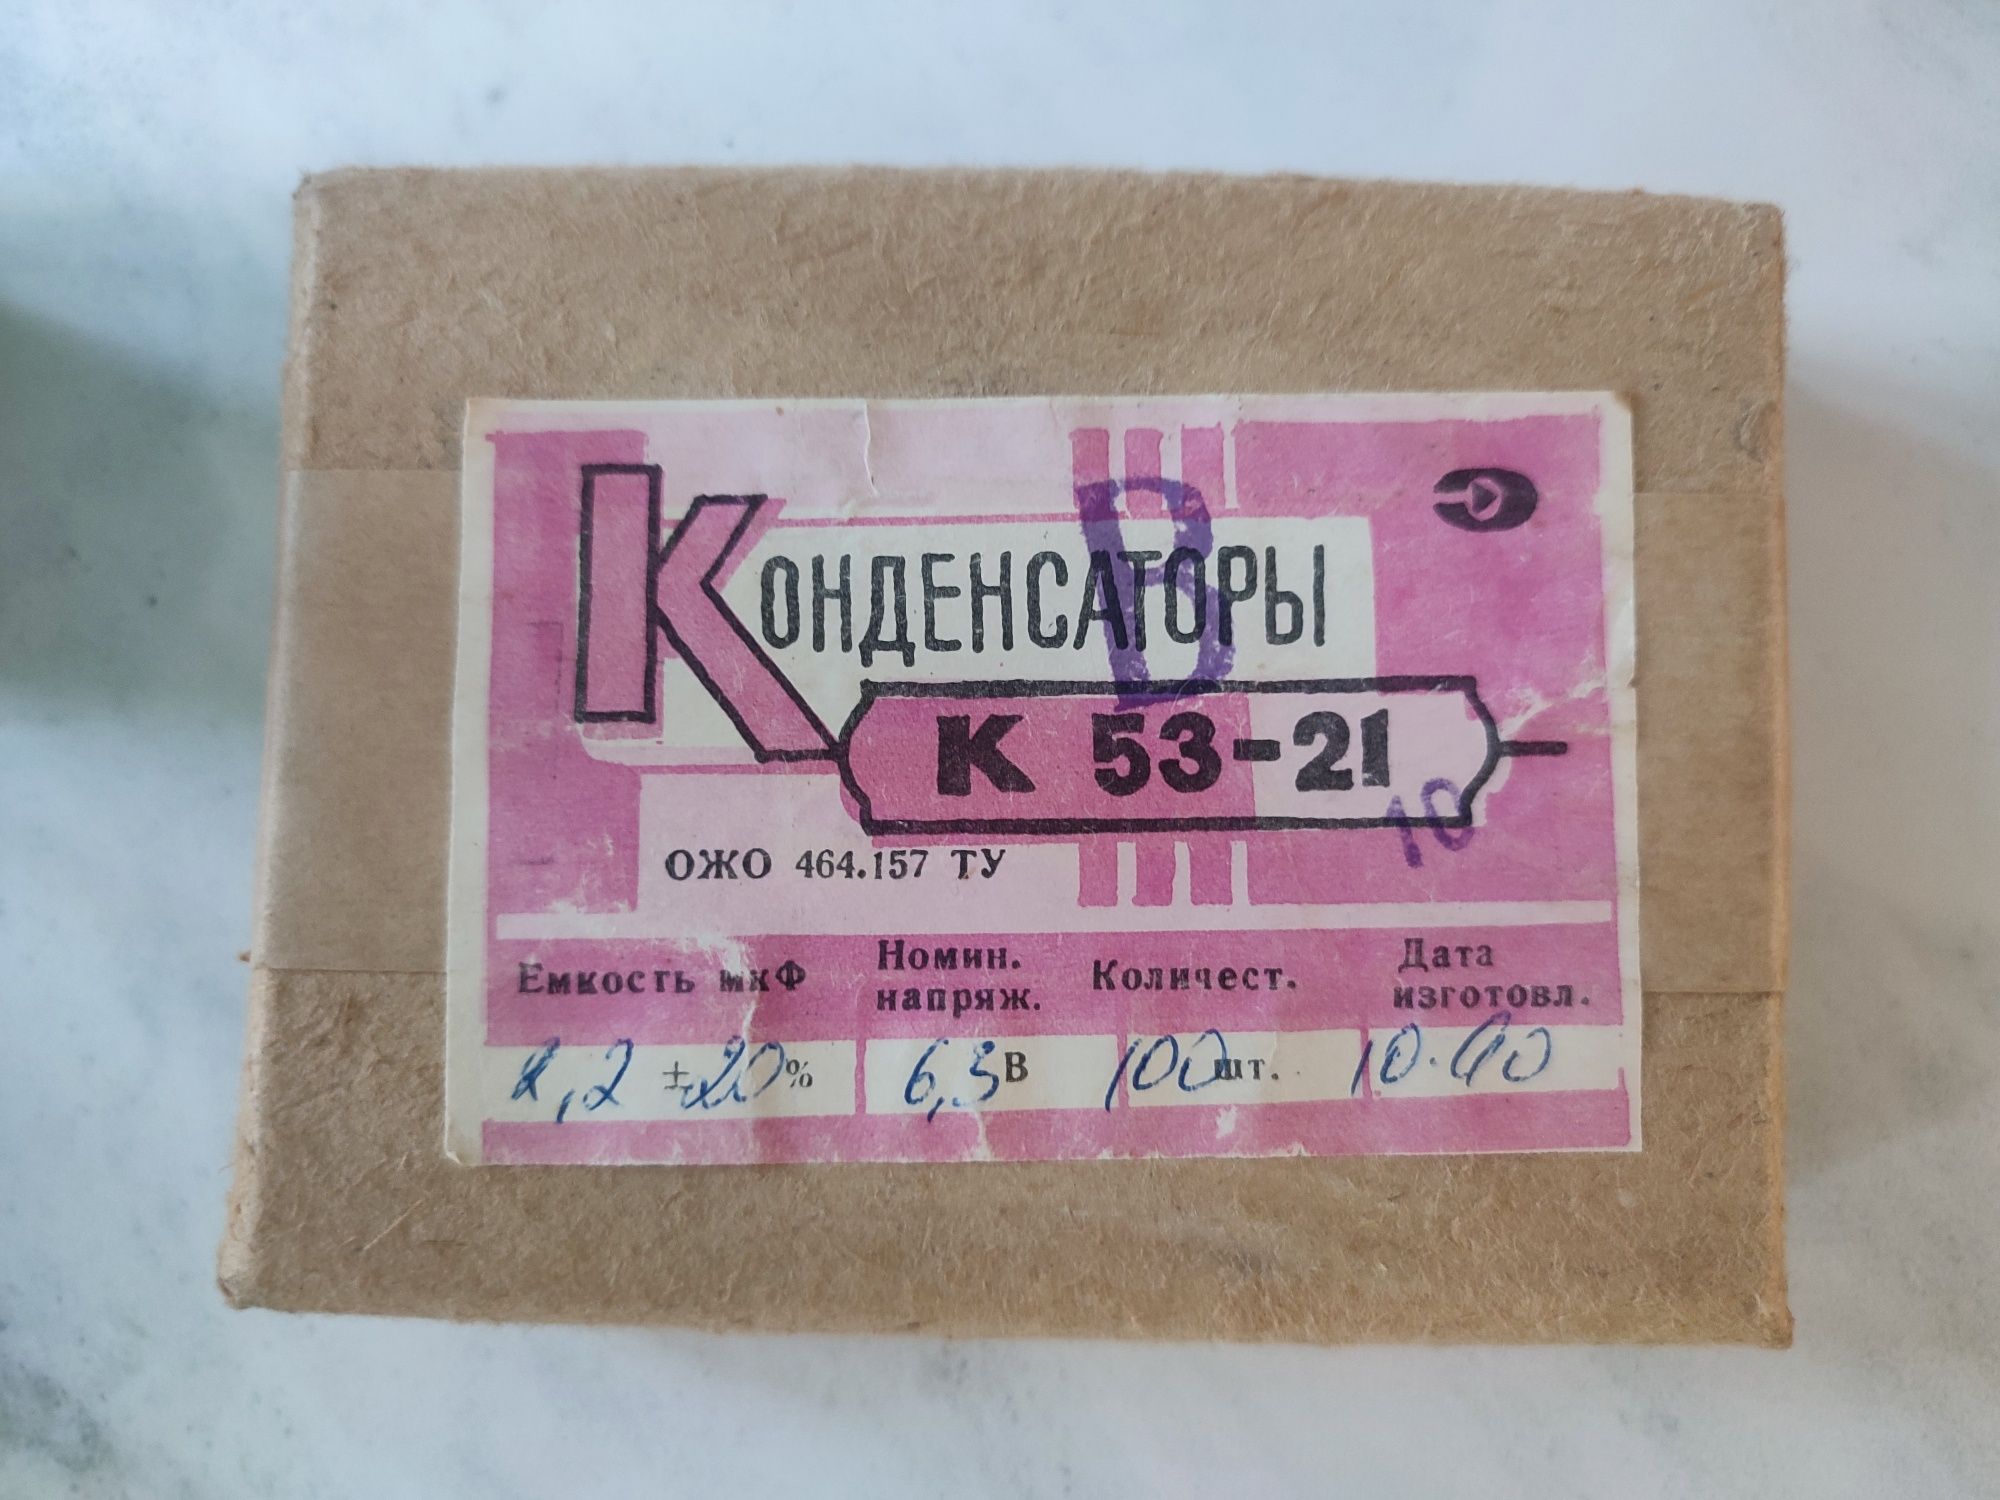 КОНДЕНСАТОРЫ
В
К 53-21
10
ОЖО 464.157 ТУ
Емкость мкФ
Номин.
напряж.
Количест.
Дата
изготовл.
2,2 ±20%
6,3 В
100 шт.
10.90